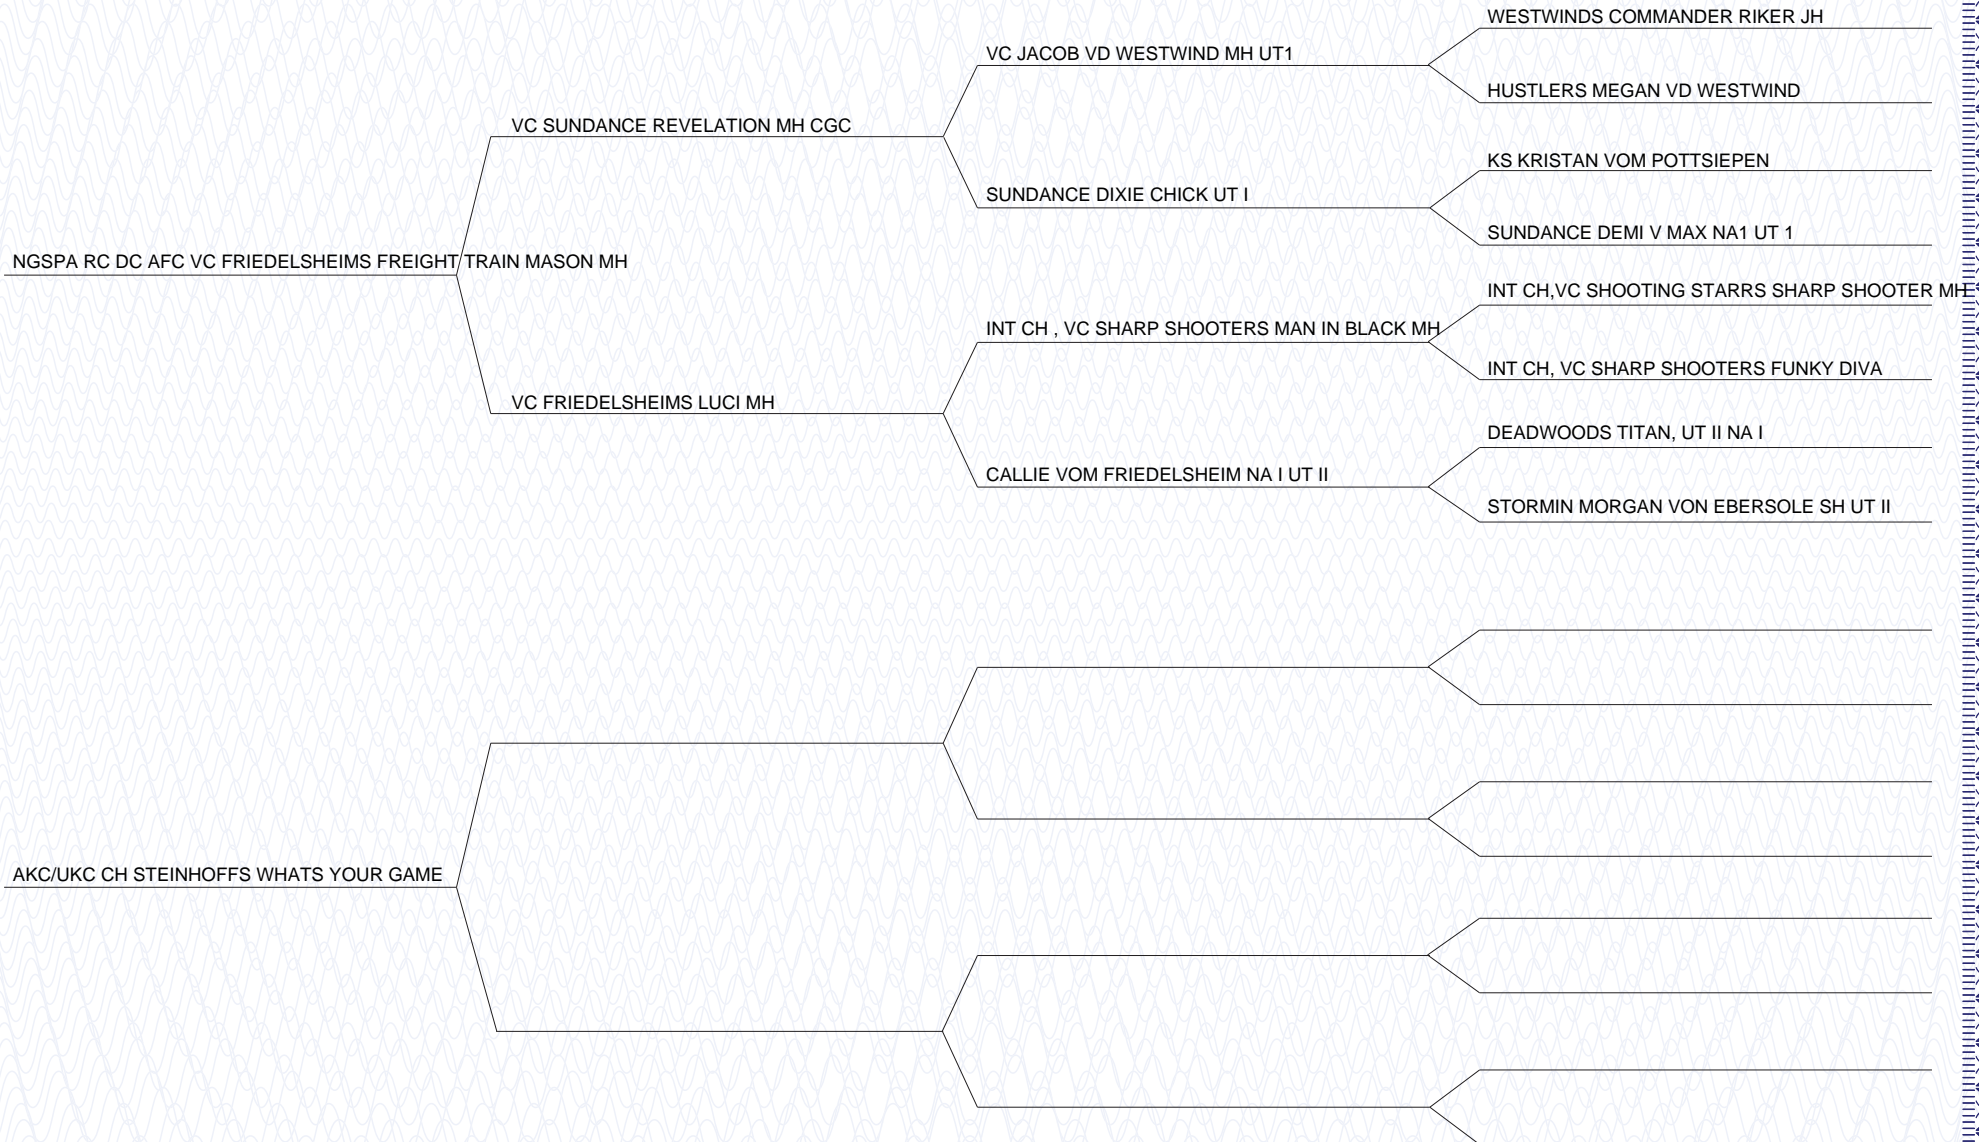 WESTWINDS COMMANDER RIKER JH
VC JACOB VD WESTWIND MH UT1
HUSTLERS MEGAN VD WESTWIND
VC SUNDANCE REVELATION MH CGC
KS KRISTAN VOM POTTSIEPEN
SUNDANCE DIXIE CHICK UT I
SUNDANCE DEMI V MAX NA1 UT 1
NGSPA RC DC AFC VC FRIEDELSHEIMS FREIGHT TRAIN MASON MH
INT CH,VC SHOOTING STARRS SHARP SHOOTER MH
INT CH , VC SHARP SHOOTERS MAN IN BLACK MH
INT CH, VC SHARP SHOOTERS FUNKY DIVA
VC FRIEDELSHEIMS LUCI MH
DEADWOODS TITAN, UT II NA I
CALLIE VOM FRIEDELSHEIM NA I UT II
STORMIN MORGAN VON EBERSOLE SH UT II
AKC/UKC CH STEINHOFFS WHATS YOUR GAME